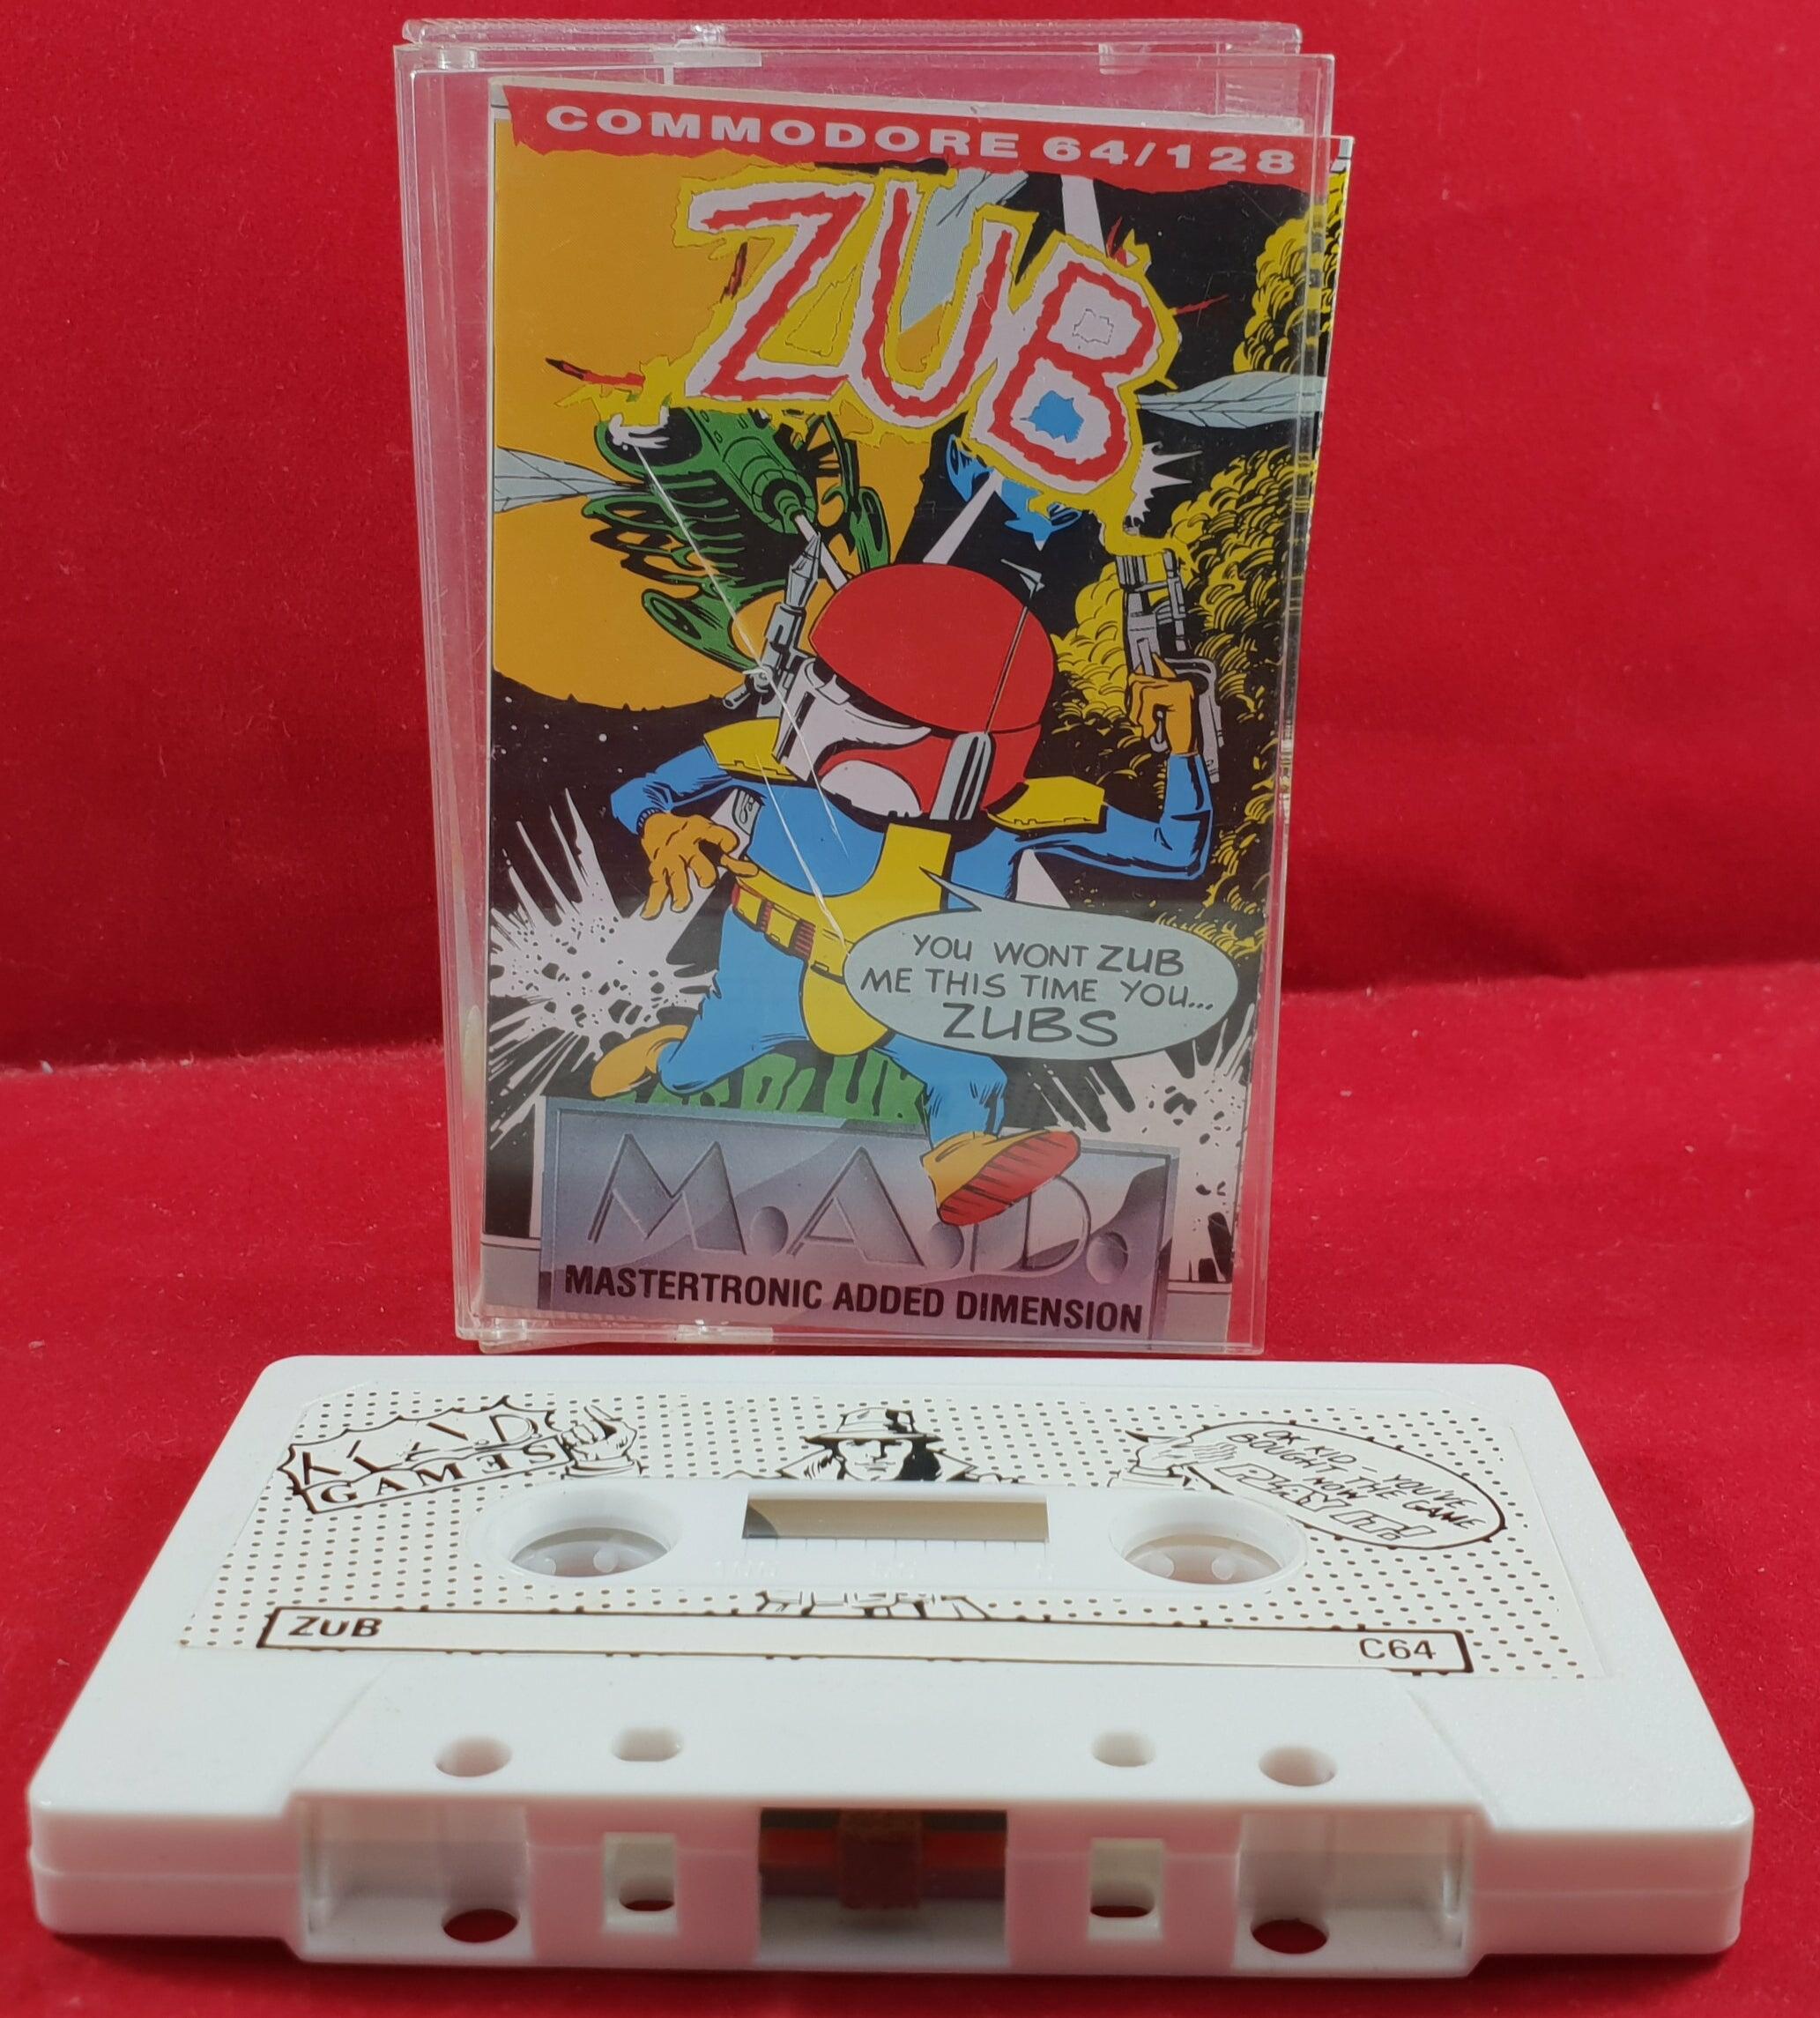 COMMODORE 64/128
ZUB
YOU WONT ZUB
ME THIS TIME YOU...
ZUBS
M.A.D.
MASTERTRONIC ADDED DIMENSION
M.A.D
GAMES
OK KID - YOU'VE
BOUGHT THE GAME
NOW
PLAY IT!
ZUB
C64